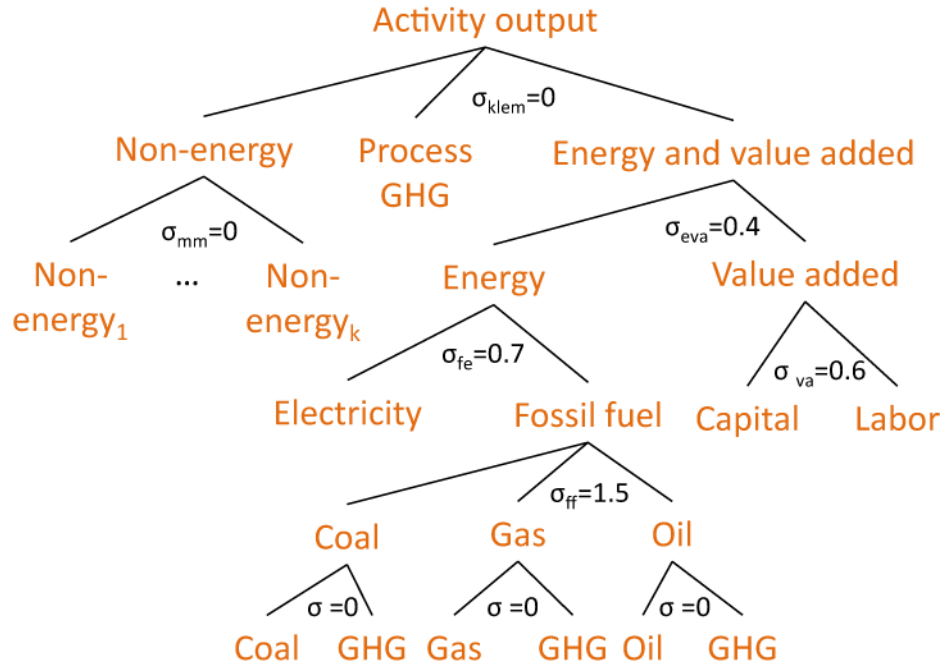 Activity output
σklem=0
Non-energy
Process GHG
Energy and value added
σmm=0
σeva=0.4
Non-energy1
...
Non-energyk
Energy
Value added
σfe=0.7
σ va=0.6
Electricity
Fossil fuel
Capital
Labor
σff=1.5
Coal
Gas
Oil
σ =0
σ =0
σ =0
Coal
GHG
Gas
GHG
Oil
GHG